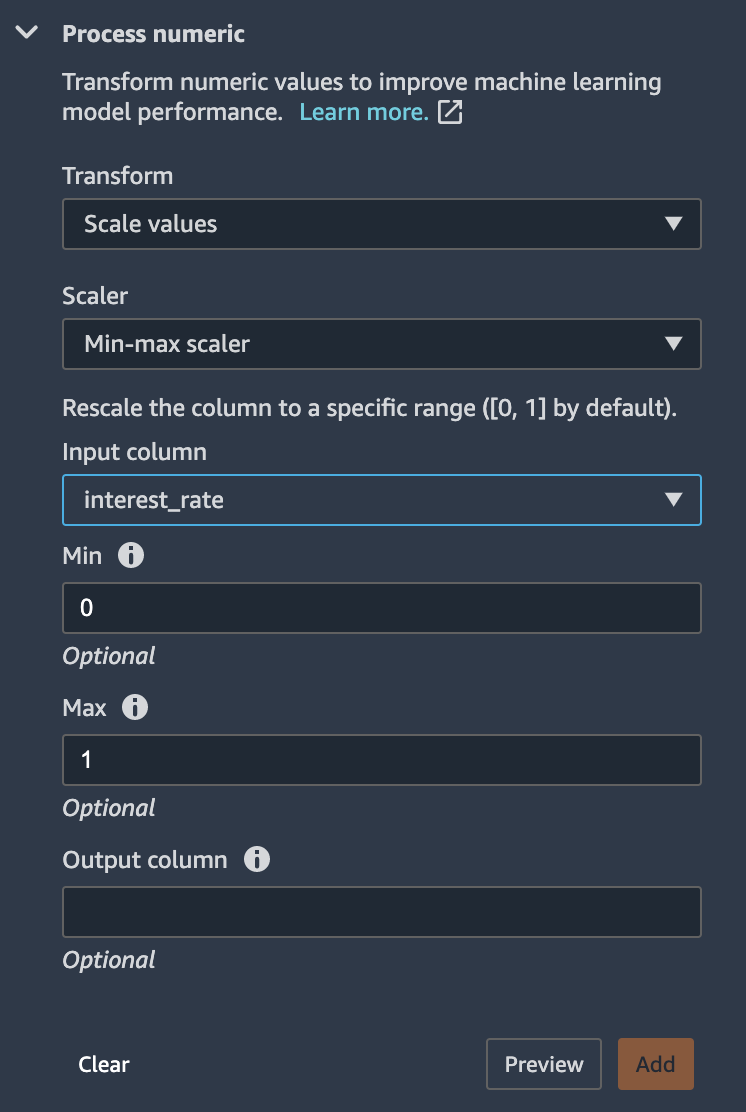 Process numeric
Transform numeric values to improve machine learning
model performance. Learn more.
Transform
Scale values
Scaler
Min-max scaler
Rescale the column to a specific range ([0, 1] by default).
Input column
interest_rate
Min
0
Optional
Max
1
Optional
Output column
Optional
Clear Preview Add